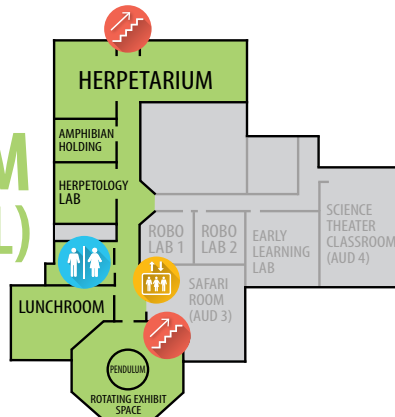 HERPETARIUM
AMPHIBIAN
HOLDING
HERPETOLOGY
LAB
M
L)
ROBO
LAB 1
ROBO
LAB 2
EARLY
LEARNING
LAB
SCIENCE
THEATER
CLASSROOM
(AUD 4)
SAFARI
ROOM
(AUD 3)
LUNCHROOM
PENDULUM
ROTATING EXHIBIT
SPACE